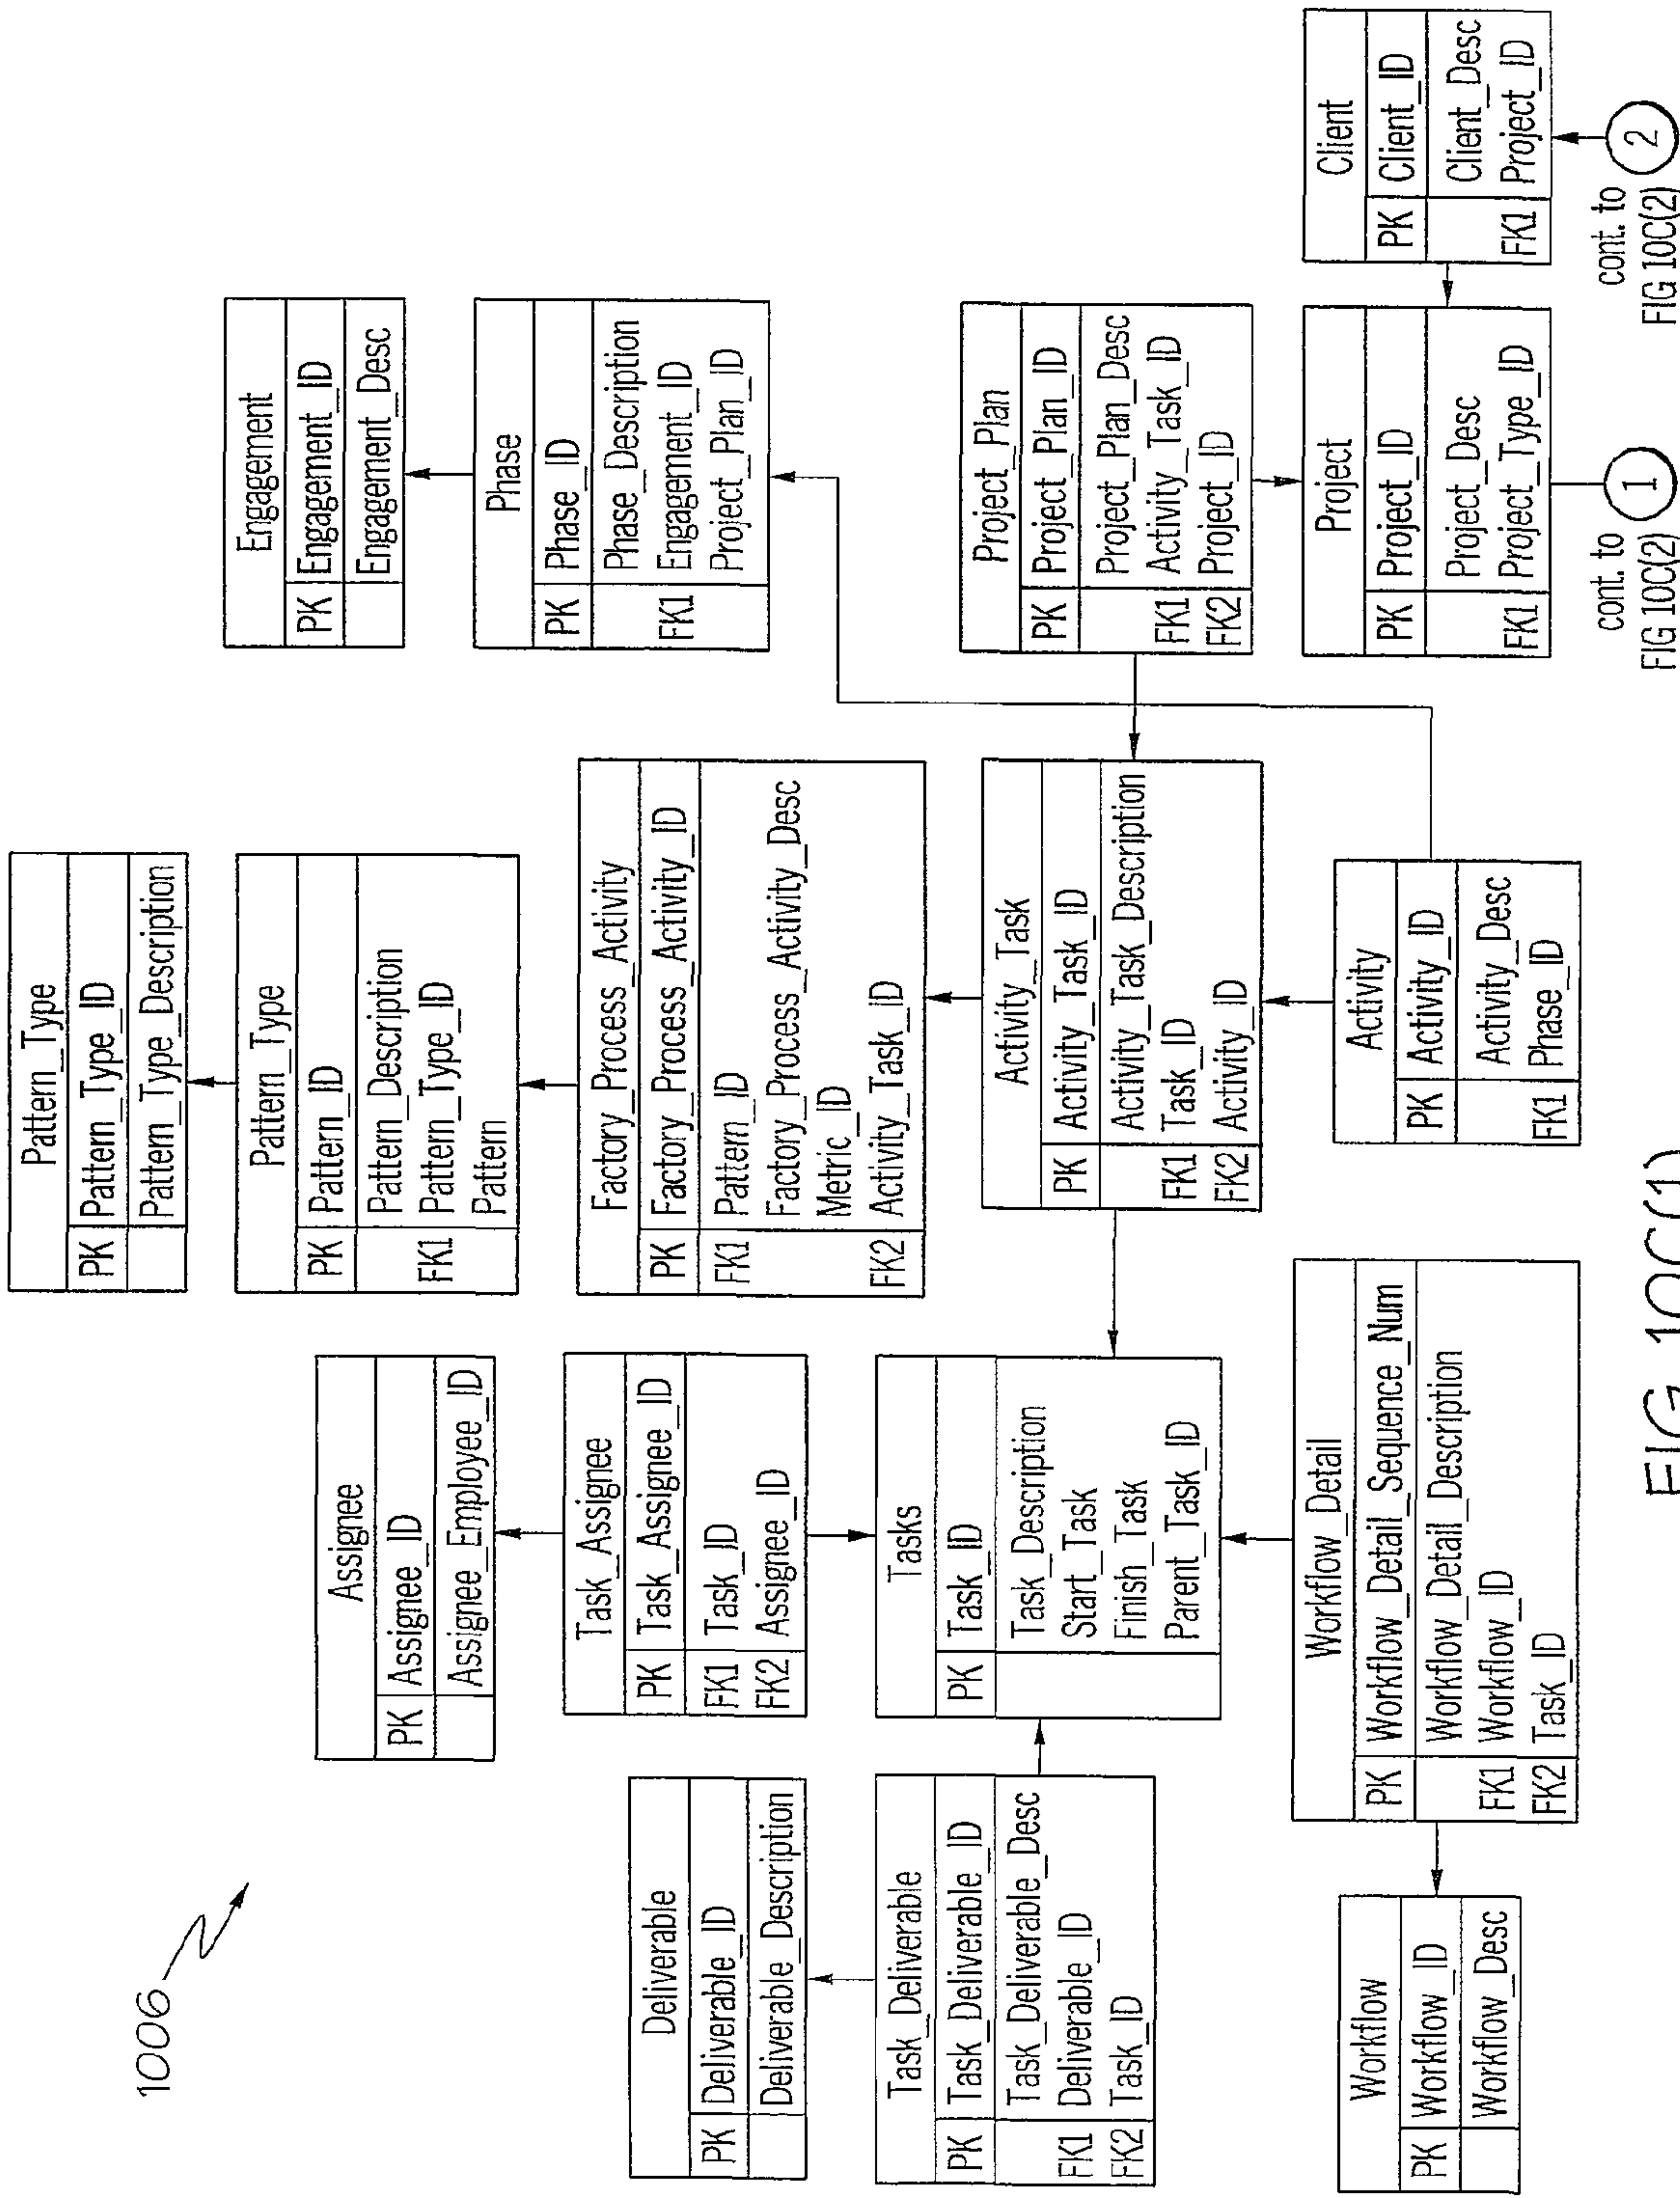 1006
Deliverable
PK Deliverable_ID
Deliverable_Description
Task_Deliverable
PK Task_Deliverable_ID
Task_Deliverable_Desc
FK1 Deliverable_ID
FK2 Task_ID
Workflow
PK Workflow_ID
Workflow_Desc
Assignee
PK Assignee_ID
Assignee_Employee_ID
Task_Assignee
PK Task_Assignee_ID
FK1 Task_ID
FK2 Assignee_ID
Tasks
PK Task_ID
Task_Description
Start_Task
Finish_Task
Parent_Task_ID
Workflow_Detail
PK Workflow_Detail_Sequence_Num
Workflow_Detail_Description
FK1 Workflow_ID
FK2 Task_ID
Pattern_Type
PK Pattern_Type_ID
Pattern_Type_Description
Pattern_Type
PK Pattern_ID
Pattern_Description
FK1 Pattern_Type_ID
Pattern
Factory_Process_Activity
PK Factory_Process_Activity_ID
FK1 Pattern_ID
Factory_Process_Activity_Desc
Metric_ID
FK2 Activity_Task_ID
Activity_Task
PK Activity_Task_ID
Activity_Task_Description
FK1 Task_ID
FK2 Activity_ID
Activity
PK Activity_ID
Activity_Desc
FK1 Phase_ID
Engagement
PK Engagement_ID
Engagement_Desc
Phase
PK Phase_ID
Phase_Description
FK1 Engagement_ID
Project_Plan_ID
Project_Plan
PK Project_Plan_ID
Project_Plan_Desc
FK1 Activity_Task_ID
FK2 Project_ID
Project
PK Project_ID
Project_Desc
FK1 Project_Type_ID
Client
PK Client_ID
Client_Desc
FK1 Project_ID
cont. to
FIG 10C(2)
1
cont. to
FIG 10C(2)
2
FIG 10C(1)